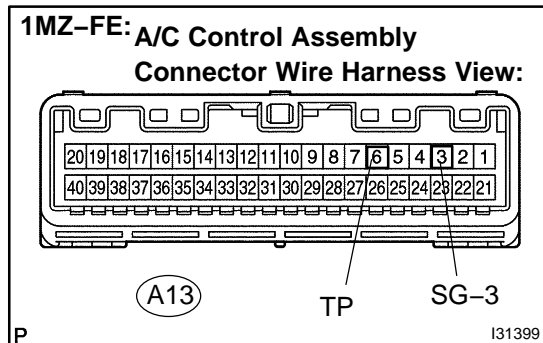 1MZ–FE: A/C Control Assembly
Connector Wire Harness View:
20 19 18 17 16 15 14 13 12 11 10 9 8 7 6 5 4 3 2 1
40 39 38 37 36 35 34 33 32 31 30 29 28 27 26 25 24 23 22 21
A13
TP
SG–3
P
I31399